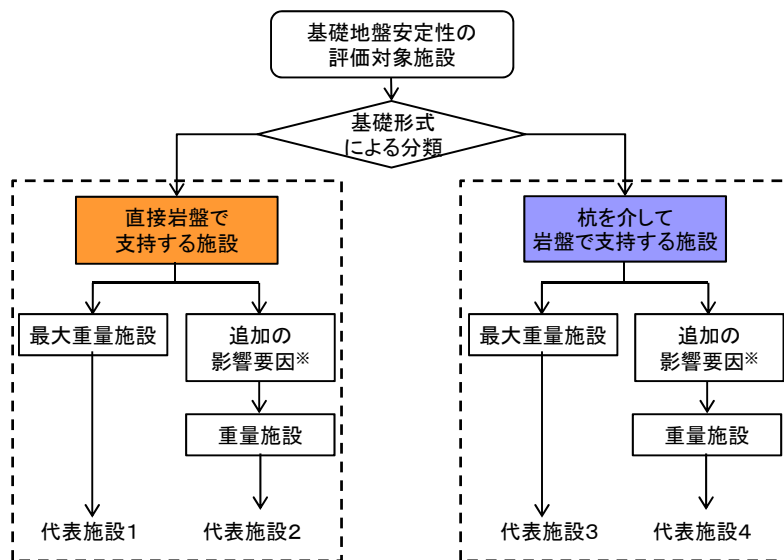 基礎地盤安定性の
評価対象施設
基礎形式
による分類
直接岩盤で
支持する施設
杭を介して
岩盤で支持する施設
最大重量施設
追加の
影響要因※
最大重量施設
追加の
影響要因※
重量施設
重量施設
代表施設1
代表施設2
代表施設3
代表施設4